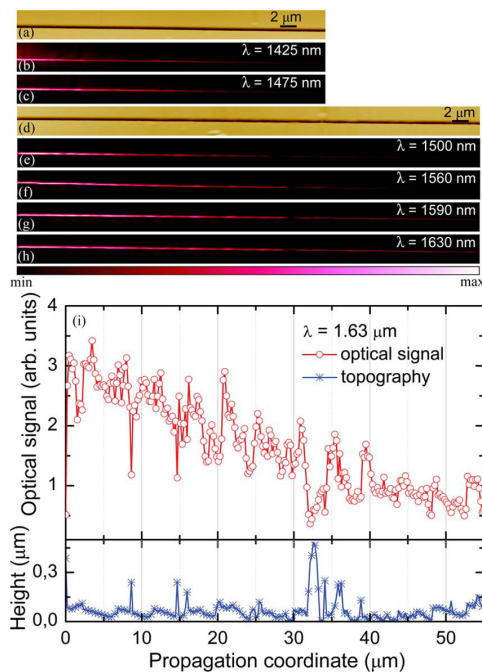 2 μm
(a)
(b) λ = 1425 nm
(c) λ = 1475 nm
2 μm
(d)
(e) λ = 1500 nm
(f) λ = 1560 nm
(g) λ = 1590 nm
(h) λ = 1630 nm
min max
(i)
λ = 1.63 μm
optical signal
topography
Optical signal (arb. units)
4
3
2
1
Height (μm)
0,3
0,0
0 10 20 30 40 50
Propagation coordinate (μm)